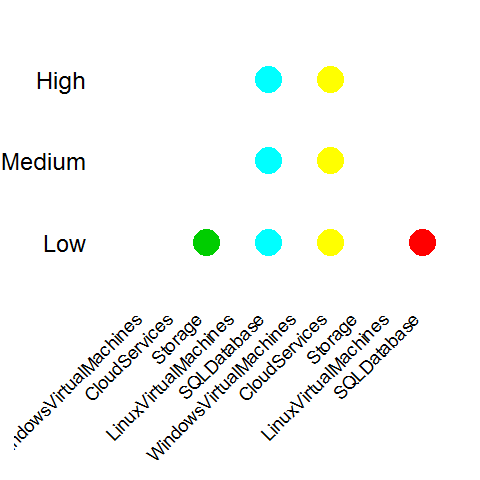 High
Medium
Low
ndowsVirtualMachines
CloudServices
Storage
LinuxVirtualMachines
SQLDatabase
WindowsVirtualMachines
CloudServices
Storage
LinuxVirtualMachines
SQLDatabase